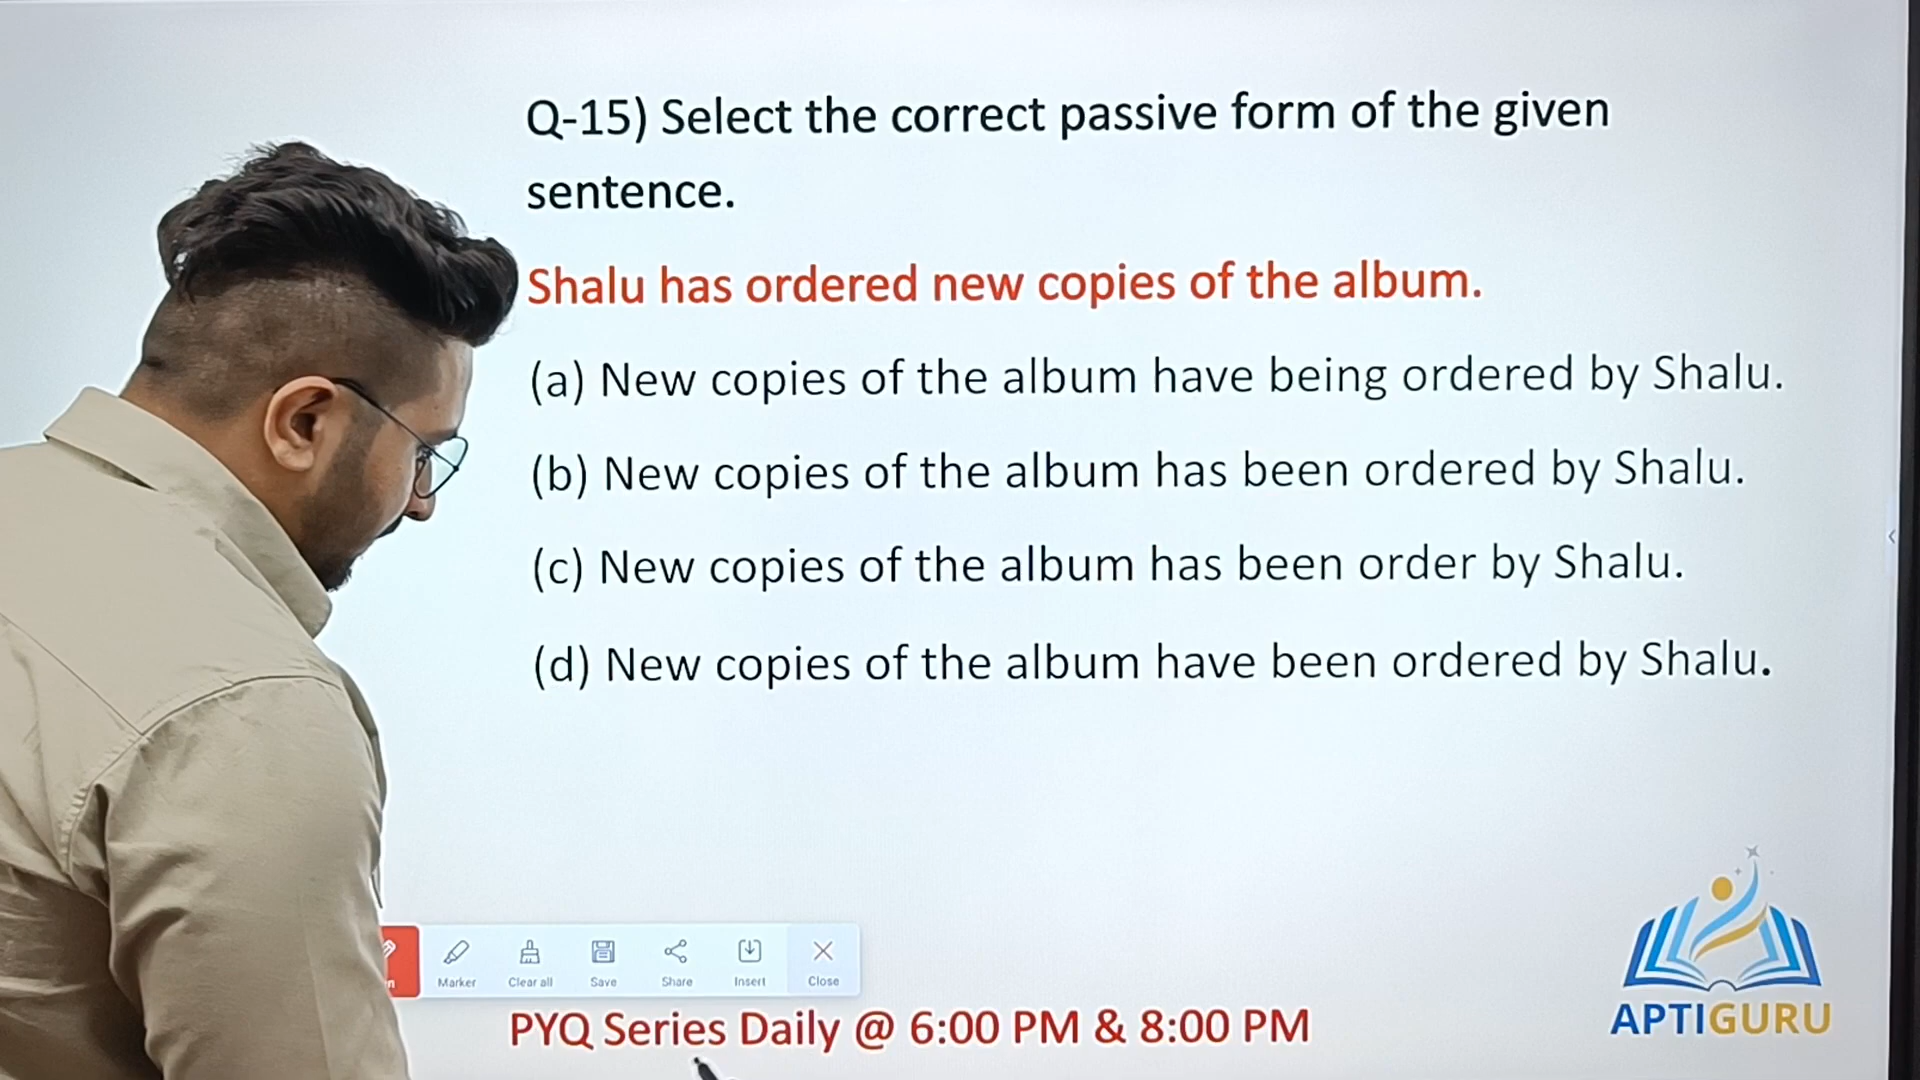 Q-15) Select the correct passive form of the given
sentence.
Shalu has ordered new copies of the album.
(a) New copies of the album have being ordered by Shalu.
(b) New copies of the album has been ordered by Shalu.
(c) New copies of the album has been order by Shalu.
(d) New copies of the album have been ordered by Shalu.
Marker Clear all Save Share Insert Close
APTIGURU
PYQ Series Daily @ 6:00 PM & 8:00 PM